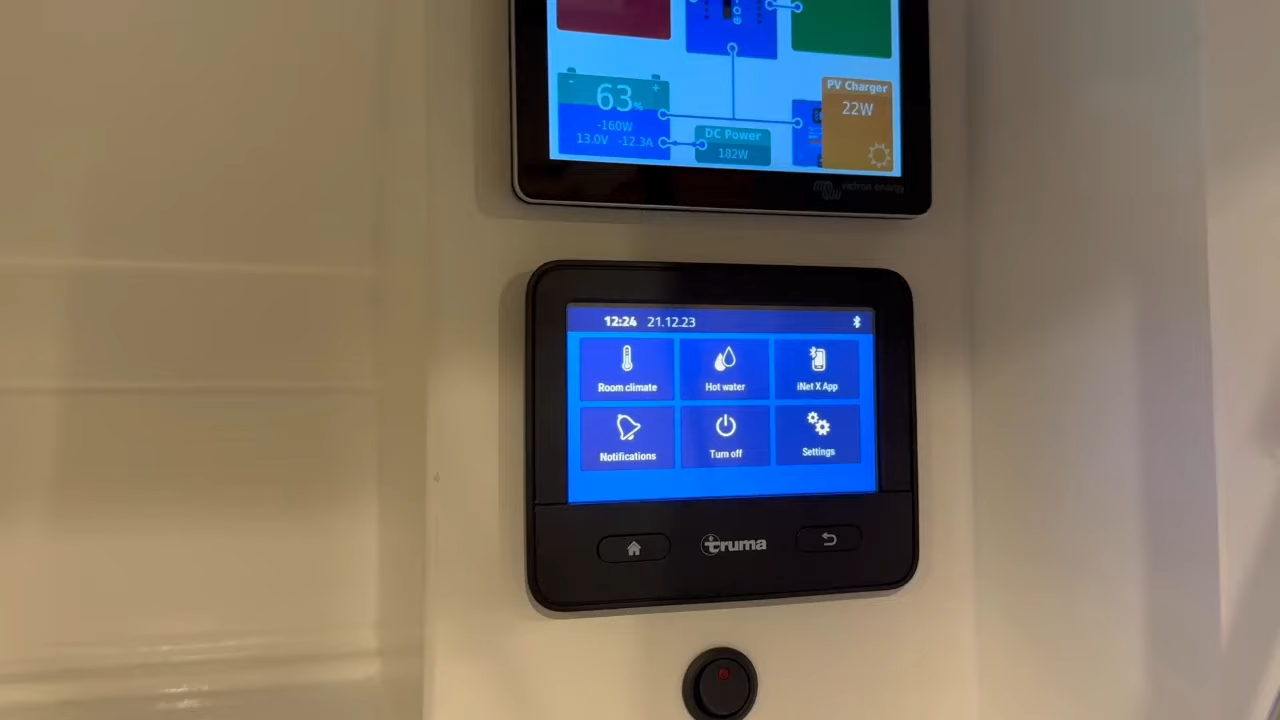 63%
-160W
13.0V -12.3A
DC Power
182W
PV Charger
22W
victron energy
12:24 21.12.23
Room climate
Hot water
iNet X App
Notifications
Turn off
Settings
truma